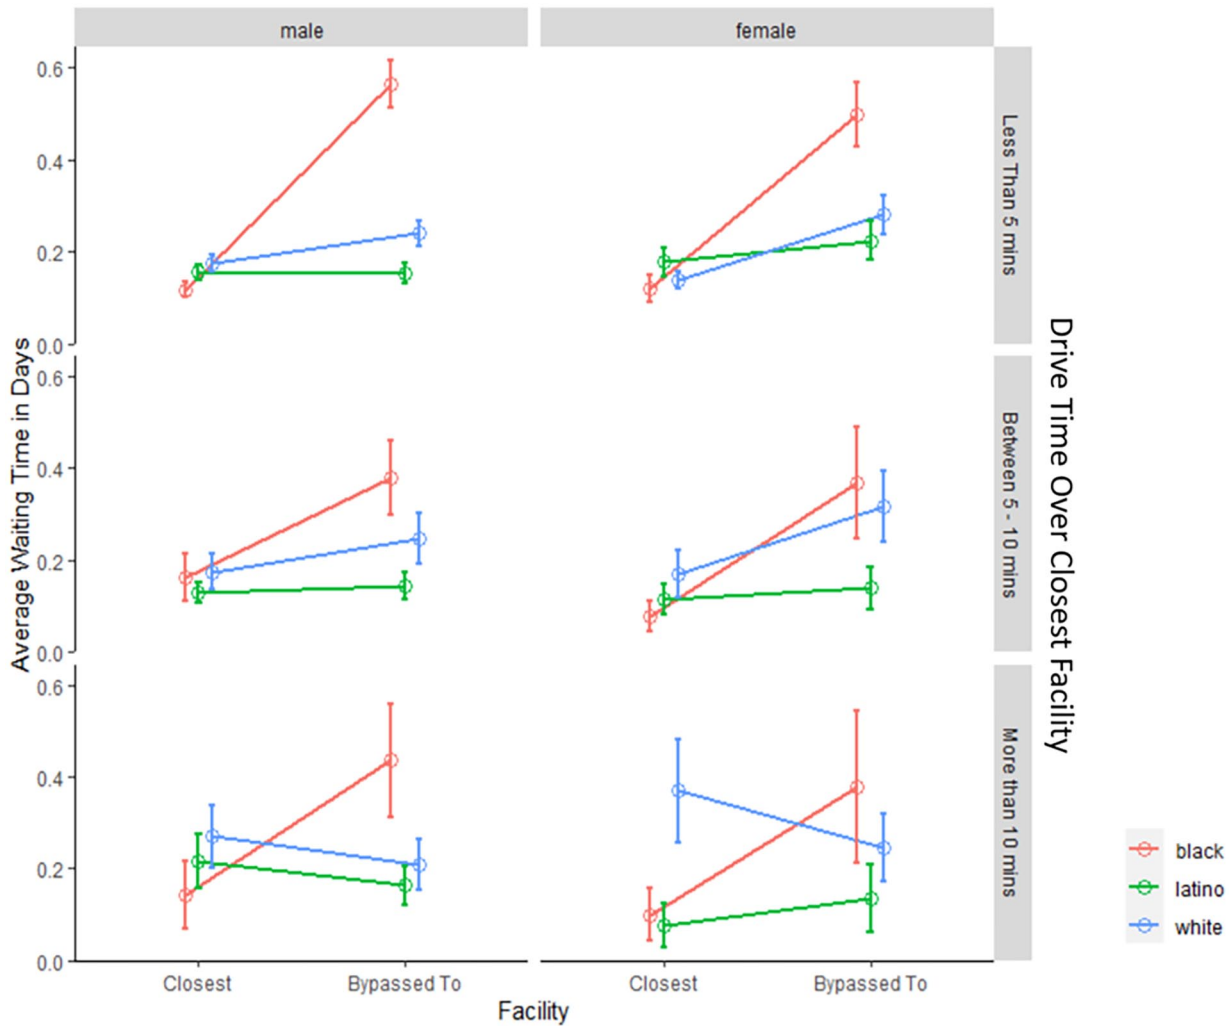 male
female
0.6
0.4
0.2
0.0
Less Than 5 mins
0.6
0.4
0.2
0.0
Between 5 - 10 mins
0.6
0.4
0.2
0.0
More than 10 mins
Average Waiting Time in Days
Drive Time Over Closest Facility
Closest
Bypassed To
Closest
Bypassed To
Facility
black
latino
white